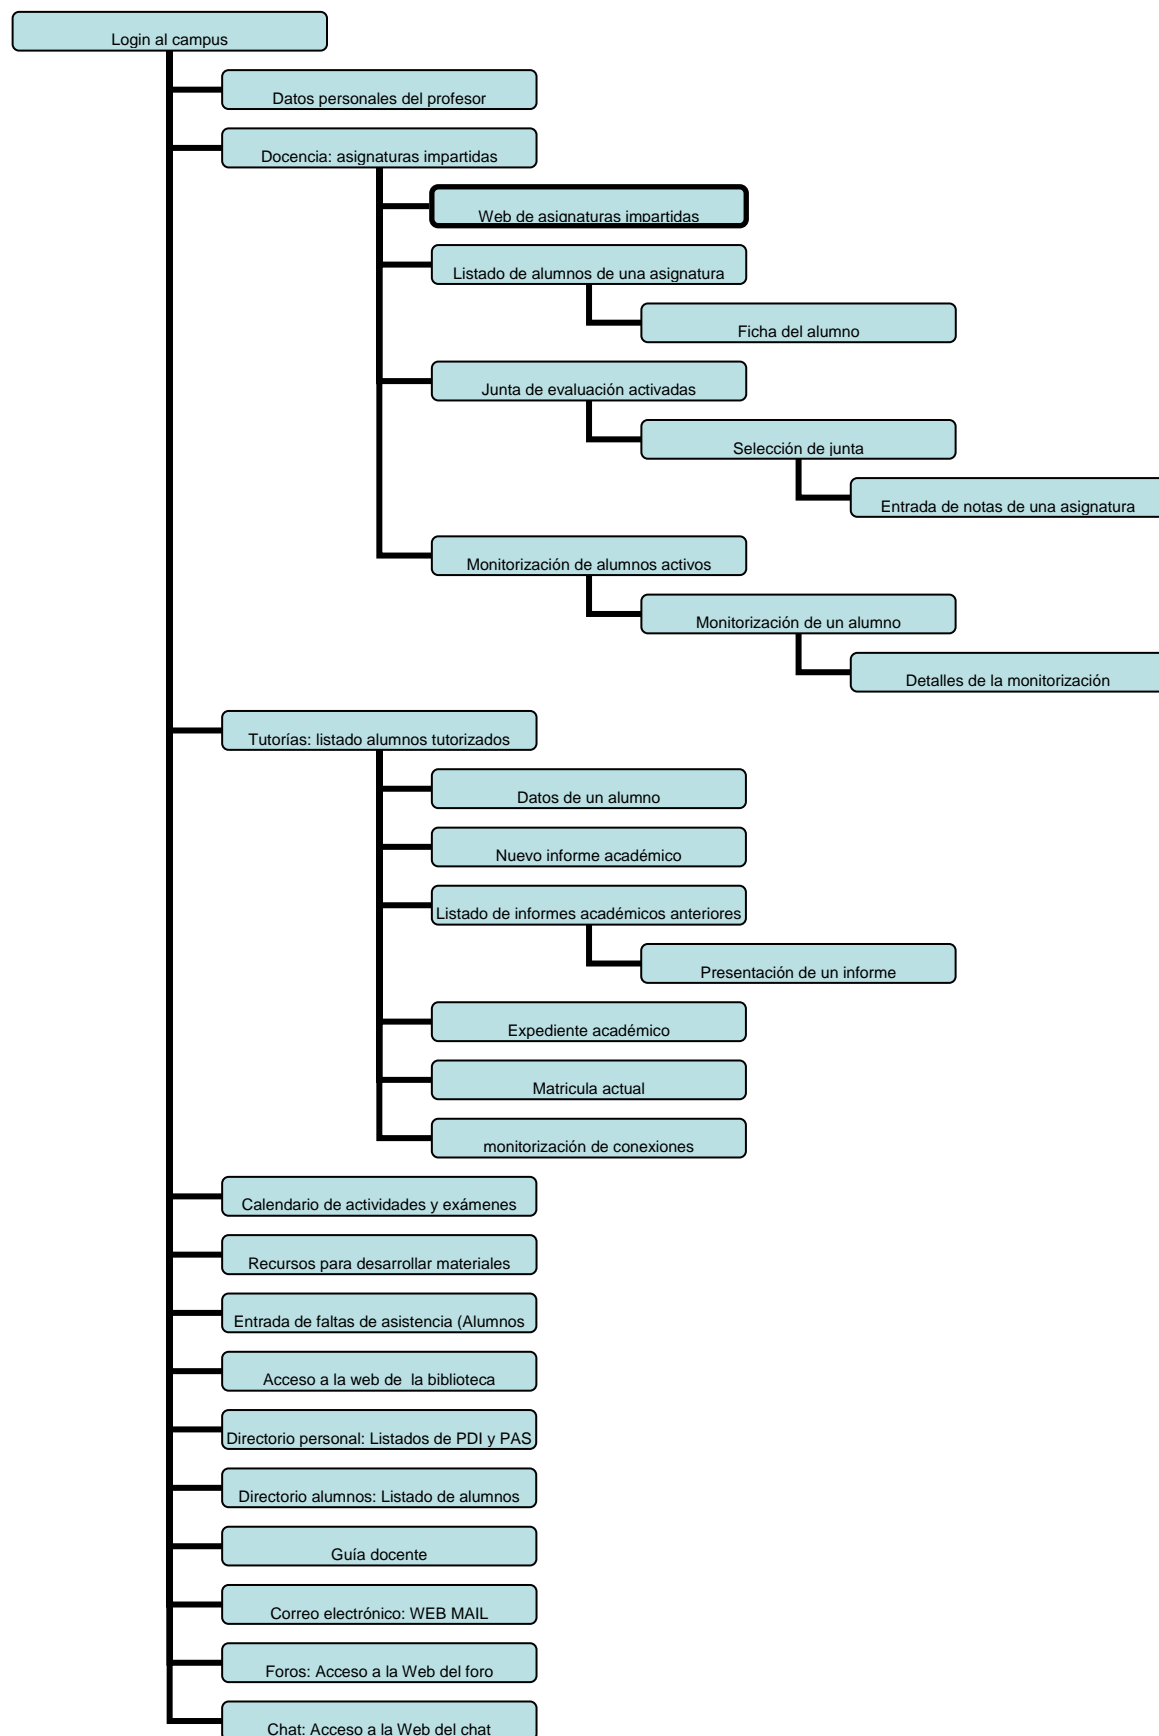 Login al campus
Datos personales del profesor
Docencia: asignaturas impartidas
Web de asignaturas impartidas
Listado de alumnos de una asignatura
Ficha del alumno
Junta de evaluación activadas
Selección de junta
Entrada de notas de una asignatura
Monitorización de alumnos activos
Monitorización de un alumno
Detalles de la monitorización
Tutorías: listado alumnos tutorizados
Datos de un alumno
Nuevo informe académico
Listado de informes académicos anteriores
Presentación de un informe
Expediente académico
Matricula actual
monitorización de conexiones
Calendario de actividades y exámenes
Recursos para desarrollar materiales
Entrada de faltas de asistencia (Alumnos
Acceso a la web de la biblioteca
Directorio personal: Listados de PDI y PAS
Directorio alumnos: Listado de alumnos
Guía docente
Correo electrónico: WEB MAIL
Foros: Acceso a la Web del foro
Chat: Acceso a la Web del chat